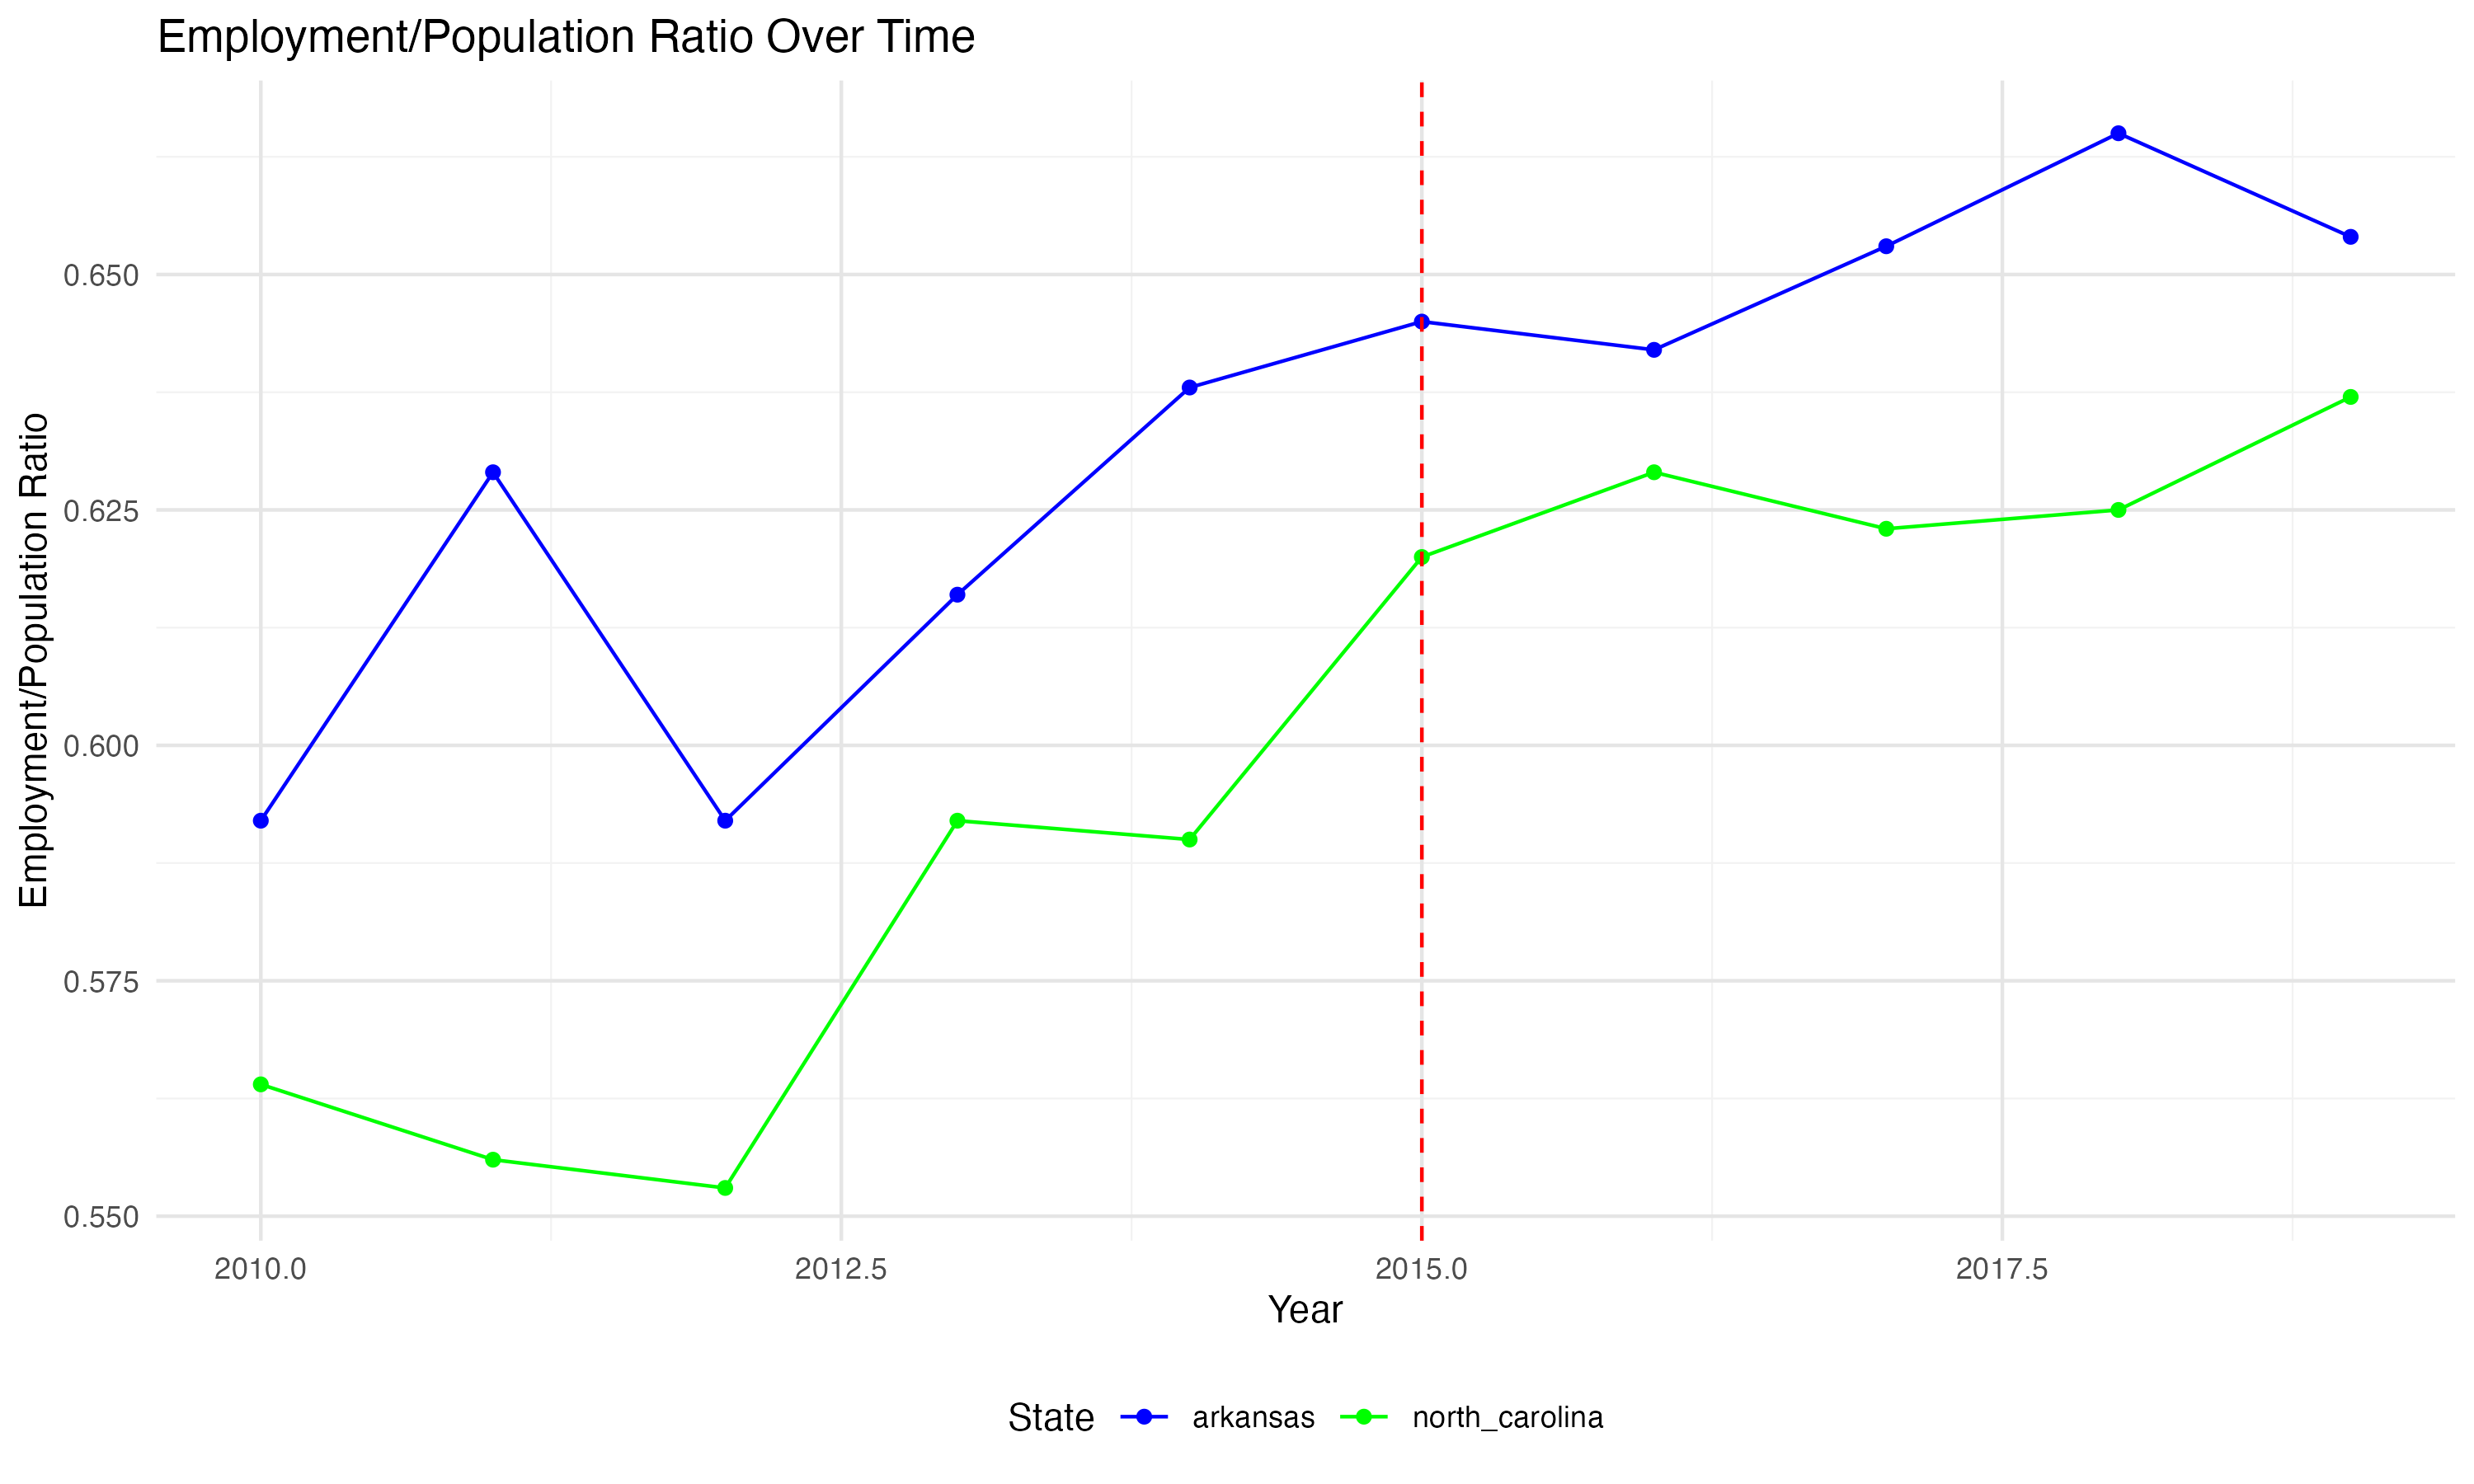 Employment/Population Ratio Over Time
Employment/Population Ratio
0.650
0.625
0.600
0.575
0.550
2010.0 2012.5 2015.0 2017.5
Year
State arkansas north_carolina